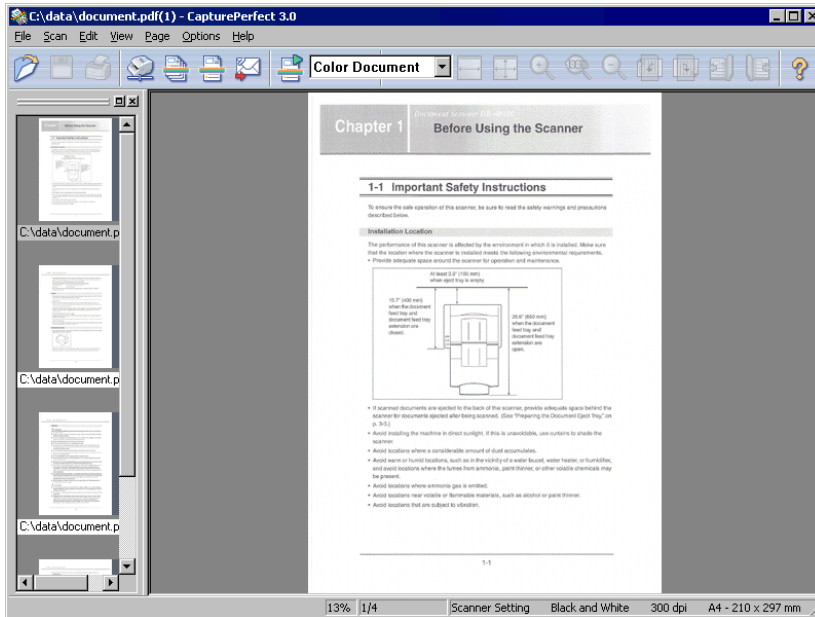 C:\data\document.pdf(1) - CapturePerfect 3.0
File Scan Edit View Page Options Help
Color Document
C:\data\document.p
C:\data\document.p
C:\data\document.p
Chapter 1
Document Scanner
Before Using the Scanner
1-1 Important Safety Instructions
To ensure the safe operation of this scanner, be sure to read the safety warnings and precautions
described below.
Installation Location
The performance of this scanner is affected by the environment in which it is installed. Make sure
that the location where the scanner is installed meets the following environmental requirements.
• Provide adequate space around the scanner for operation and maintenance.
At least 3.9" (100 mm)
when eject tray is empty
15.7" (400 mm)
when the document
feed tray and
document feed tray
extension are
closed.
(600 mm)
when the document
feed tray and
document feed tray
extension are
open.
• If scanned documents are ejected to the back of the scanner, provide adequate space behind the
scanner for documents ejected after being scanned. (See "Preparing the Document Eject Tray," on
p. 3-3.)
• Avoid installing the machine in direct sunlight. If this is unavoidable, use curtains to shade the
scanner.
• Avoid locations where a considerable amount of dust accumulates.
• Avoid warm or humid locations, such as in the vicinity of a water faucet, water heater, or humidifier,
and avoid locations where the fumes from ammonia, paint thinner, or other volatile chemicals may
be present.
• Avoid locations where ammonia gas is emitted.
• Avoid locations near volatile or flammable materials, such as alcohol or paint thinner.
• Avoid locations that are subject to vibration.
1-1
13% 1/4 Scanner Setting Black and White 300 dpi A4 - 210 x 297 mm